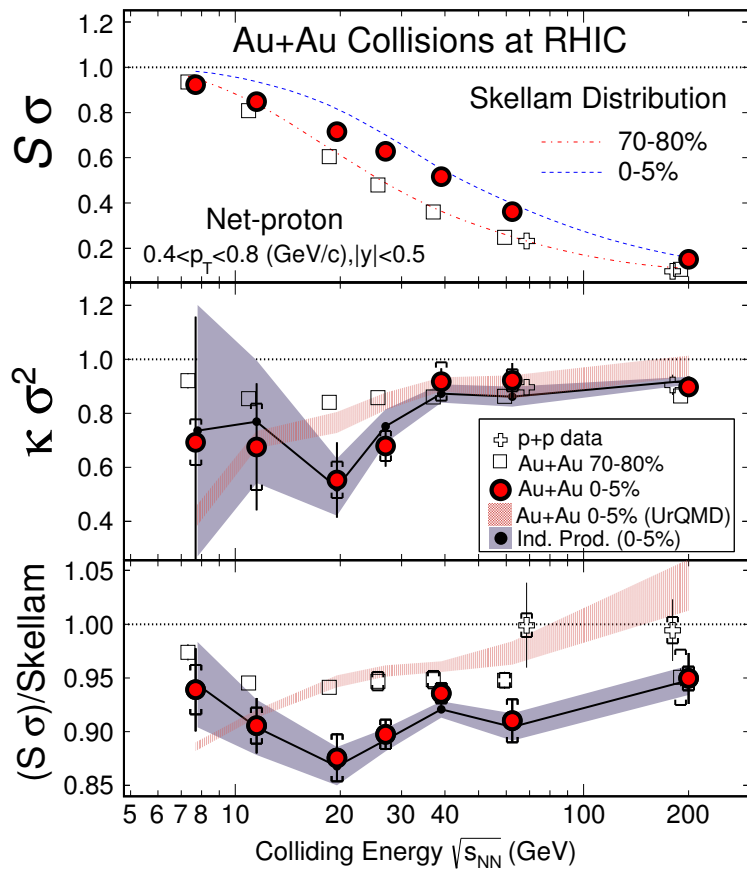 Au+Au Collisions at RHIC
S σ
1.2
1.0
0.8
0.6
0.4
0.2
Skellam Distribution
70-80%
0-5%
Net-proton
0.4<p_T<0.8 (GeV/c),|y|<0.5
κ σ²
1.2
1.0
0.8
0.6
0.4
p+p data
Au+Au 70-80%
Au+Au 0-5%
Au+Au 0-5% (UrQMD)
Ind. Prod. (0-5%)
(S σ)/Skellam
1.05
1.00
0.95
0.90
0.85
5 6 7 8 10 20 30 40 100 200
Colliding Energy √s_NN (GeV)